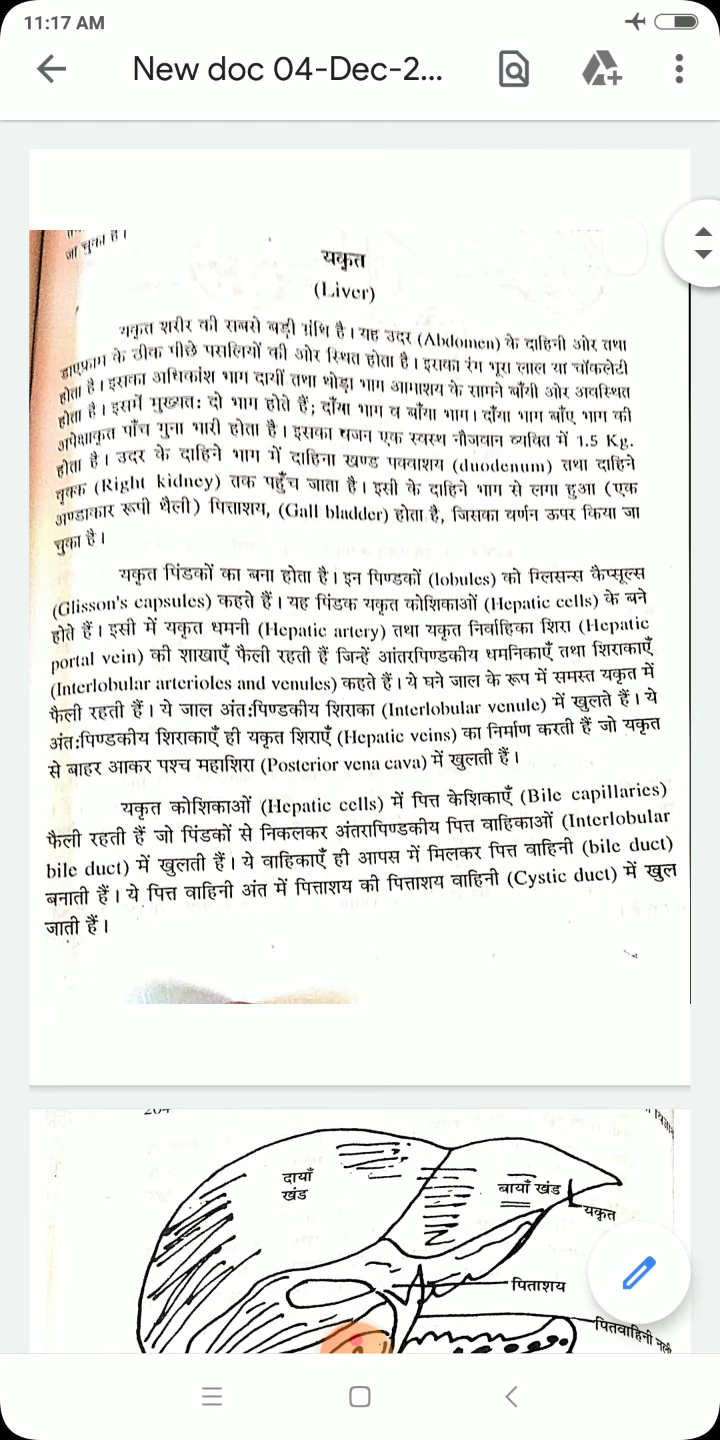 11:17 AM
New doc 04-Dec-2...
जा चुका है।
यकृत
(Liver)
यकृत शरीर की सबसे बड़ी ग्रंथि है। यह उदर (Abdomen) के दाहिनी ओर तथा
डाएफ्राम के ठीक पीछे पसलियों की ओर स्थित होता है। इसका रंग भूरा लाल या चॉकलेटी
होता है। इसका अधिकांश भाग दायीं तथा थोड़ा भाग आमाशय के सामने बाँयी ओर अवस्थित
होता है। इसमें मुख्यत: दो भाग होते हैं; दाँया भाग व बाँया भाग। दाँया भाग बाँए भाग की
अपेक्षाकृत पाँच गुना भारी होता है। इसका वजन एक स्वस्थ नौजवान व्यक्ति में 1.5 Kg.
होता है। उदर के दाहिने भाग में दाहिना खण्ड पक्वाशय (duodenum) तथा दाहिने
वृक्क (Right kidney) तक पहुँच जाता है। इसी के दाहिने भाग से लगा हुआ (एक
अण्डाकार रूपी थैली) पित्ताशय, (Gall bladder) होता है, जिसका वर्णन ऊपर किया जा
चुका है।
यकृत पिंडकों का बना होता है। इन पिण्डकों (lobules) को ग्लिसन्स कैप्सूल्स
(Glisson's capsules) कहते हैं। यह पिंडक यकृत कोशिकाओं (Hepatic cells) के बने
होते हैं। इसी में यकृत धमनी (Hepatic artery) तथा यकृत निर्वाहिका शिरा (Hepatic
portal vein) की शाखाएँ फैली रहती हैं जिन्हें आंतरपिण्डकीय धमनिकाएँ तथा शिराकाएँ
(Interlobular arterioles and venules) कहते हैं। ये घने जाल के रूप में समस्त यकृत में
फैली रहती हैं। ये जाल अंत:पिण्डकीय शिराका (Interlobular venule) में खुलते हैं। ये
अंत:पिण्डकीय शिराकाएँ ही यकृत शिराएँ (Hepatic veins) का निर्माण करती हैं जो यकृत
से बाहर आकर पश्च महाशिरा (Posterior vena cava) में खुलती हैं।
यकृत कोशिकाओं (Hepatic cells) में पित्त केशिकाएँ (Bile capillaries)
फैली रहती हैं जो पिंडकों से निकलकर अंतरापिण्डकीय पित्त वाहिकाओं (Interlobular
bile duct) में खुलती हैं। ये वाहिकाएँ ही आपस में मिलकर पित्त वाहिनी (bile duct)
बनाती हैं। ये पित्त वाहिनी अंत में पित्ताशय की पित्ताशय वाहिनी (Cystic duct) में खुल
जाती हैं।
दायाँ
खंड
बायाँ खंड
यकृत
पिताशय
पितवाहिनी नली